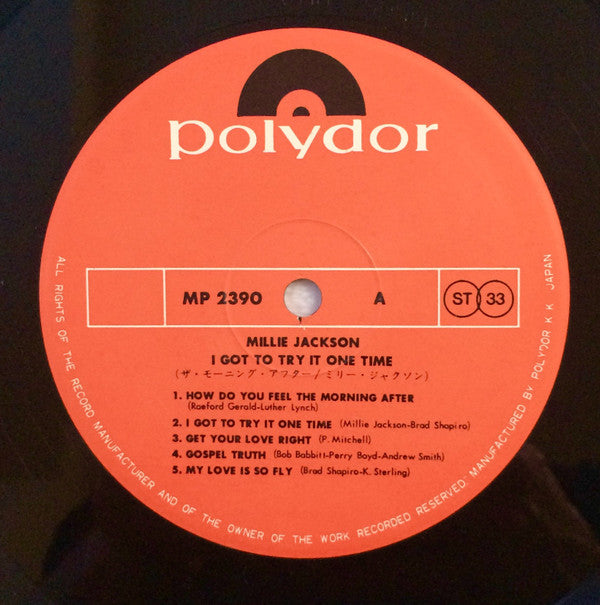 polydor
MP 2390 A ST 33
MILLIE JACKSON
I GOT TO TRY IT ONE TIME
(ザ・モーニング・アフター/ミリー・ジャクソン)
1. HOW DO YOU FEEL THE MORNING AFTER
(Raeford Gerald-Luther Lynch)
2. I GOT TO TRY IT ONE TIME (Millie Jackson-Brad Shapiro)
3. GET YOUR LOVE RIGHT (P. Mitchell)
4. GOSPEL TRUTH (Bob Babbitt-Perry Boyd-Andrew Smith)
5. MY LOVE IS SO FLY (Brad Shapiro-K. Sterling)
ALL RIGHTS OF THE RECORD MANUFACTURER AND OF THE OWNER OF THE WORK RECORDED RESERVED MANUFACTURED BY POLYDOR K K JAPAN